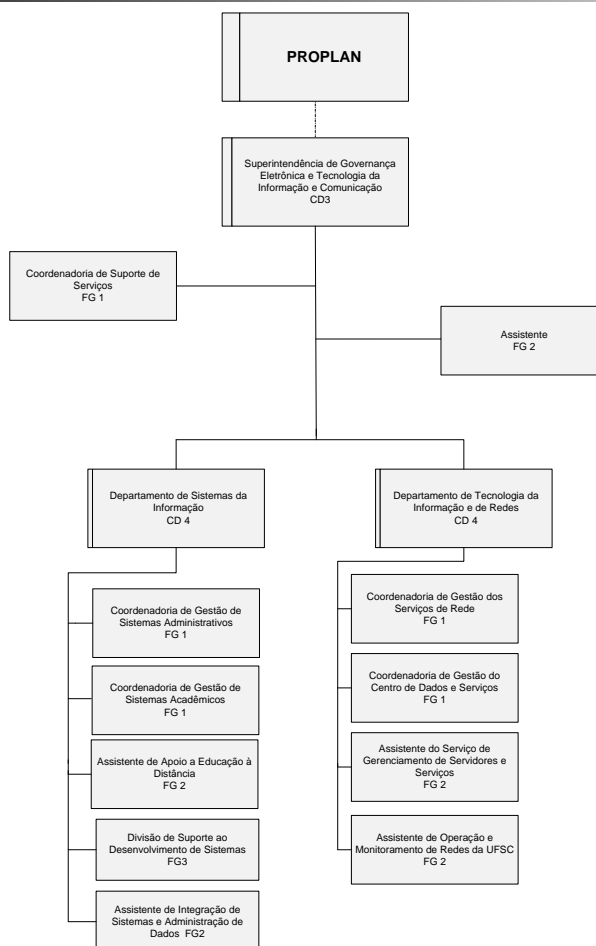 PROPLAN
Superintendência de Governança
Eletrônica e Tecnologia da
Informação e Comunicação
CD3
Coordenadoria de Suporte de
Serviços
FG 1
Assistente
FG 2
Departamento de Sistemas da
Informação
CD 4
Departamento de Tecnologia da
Informação e de Redes
CD 4
Coordenadoria de Gestão de
Sistemas Administrativos
FG 1
Coordenadoria de Gestão de
Sistemas Acadêmicos
FG 1
Assistente de Apoio a Educação à
Distância
FG 2
Divisão de Suporte ao
Desenvolvimento de Sistemas
FG3
Assistente de Integração de
Sistemas e Administração de
Dados FG2
Coordenadoria de Gestão dos
Serviços de Rede
FG 1
Coordenadoria de Gestão do
Centro de Dados e Serviços
FG 1
Assistente do Serviço de
Gerenciamento de Servidores e
Serviços
FG 2
Assistente de Operação e
Monitoramento de Redes da UFSC
FG 2